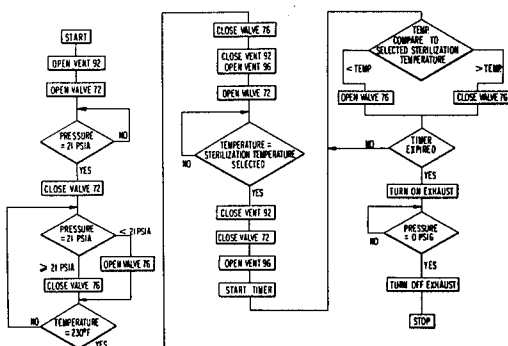 START
OPEN VENT 92
OPEN VALVE 72
PRESSURE
= 21 PSIA
NO
YES
CLOSE VALVE 72
PRESSURE
= 21 PSIA
< 21 PSIA
≥ 21 PSIA
OPEN VALVE 76
CLOSE VALVE 76
NO
TEMPERATURE
= 230°F
YES
CLOSE VALVE 76
CLOSE VENT 92
OPEN VENT 96
OPEN VALVE 72
TEMPERATURE =
STERILIZATION TEMPERATURE
SELECTED
NO
YES
CLOSE VENT 92
CLOSE VALVE 72
OPEN VENT 96
START TIMER
TEMP.
COMPARE TO
SELECTED STERILIZATION
TEMPERATURE
< TEMP.
> TEMP.
OPEN VALVE 76
CLOSE VALVE 76
NO
TIMER
EXPIRED
YES
TURN ON EXHAUST
PRESSURE
= 0 PSIG
NO
YES
TURN OFF EXHAUST
STOP